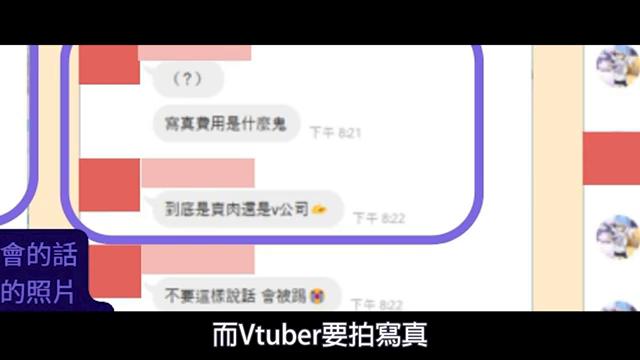 （?）
寫真費用是什麼鬼
下午 8:21
到底是賣肉還是v公司
下午 8:22
會的話
的照片
不要這樣說話 會被踢
下午 8:22
而Vtuber要拍寫真